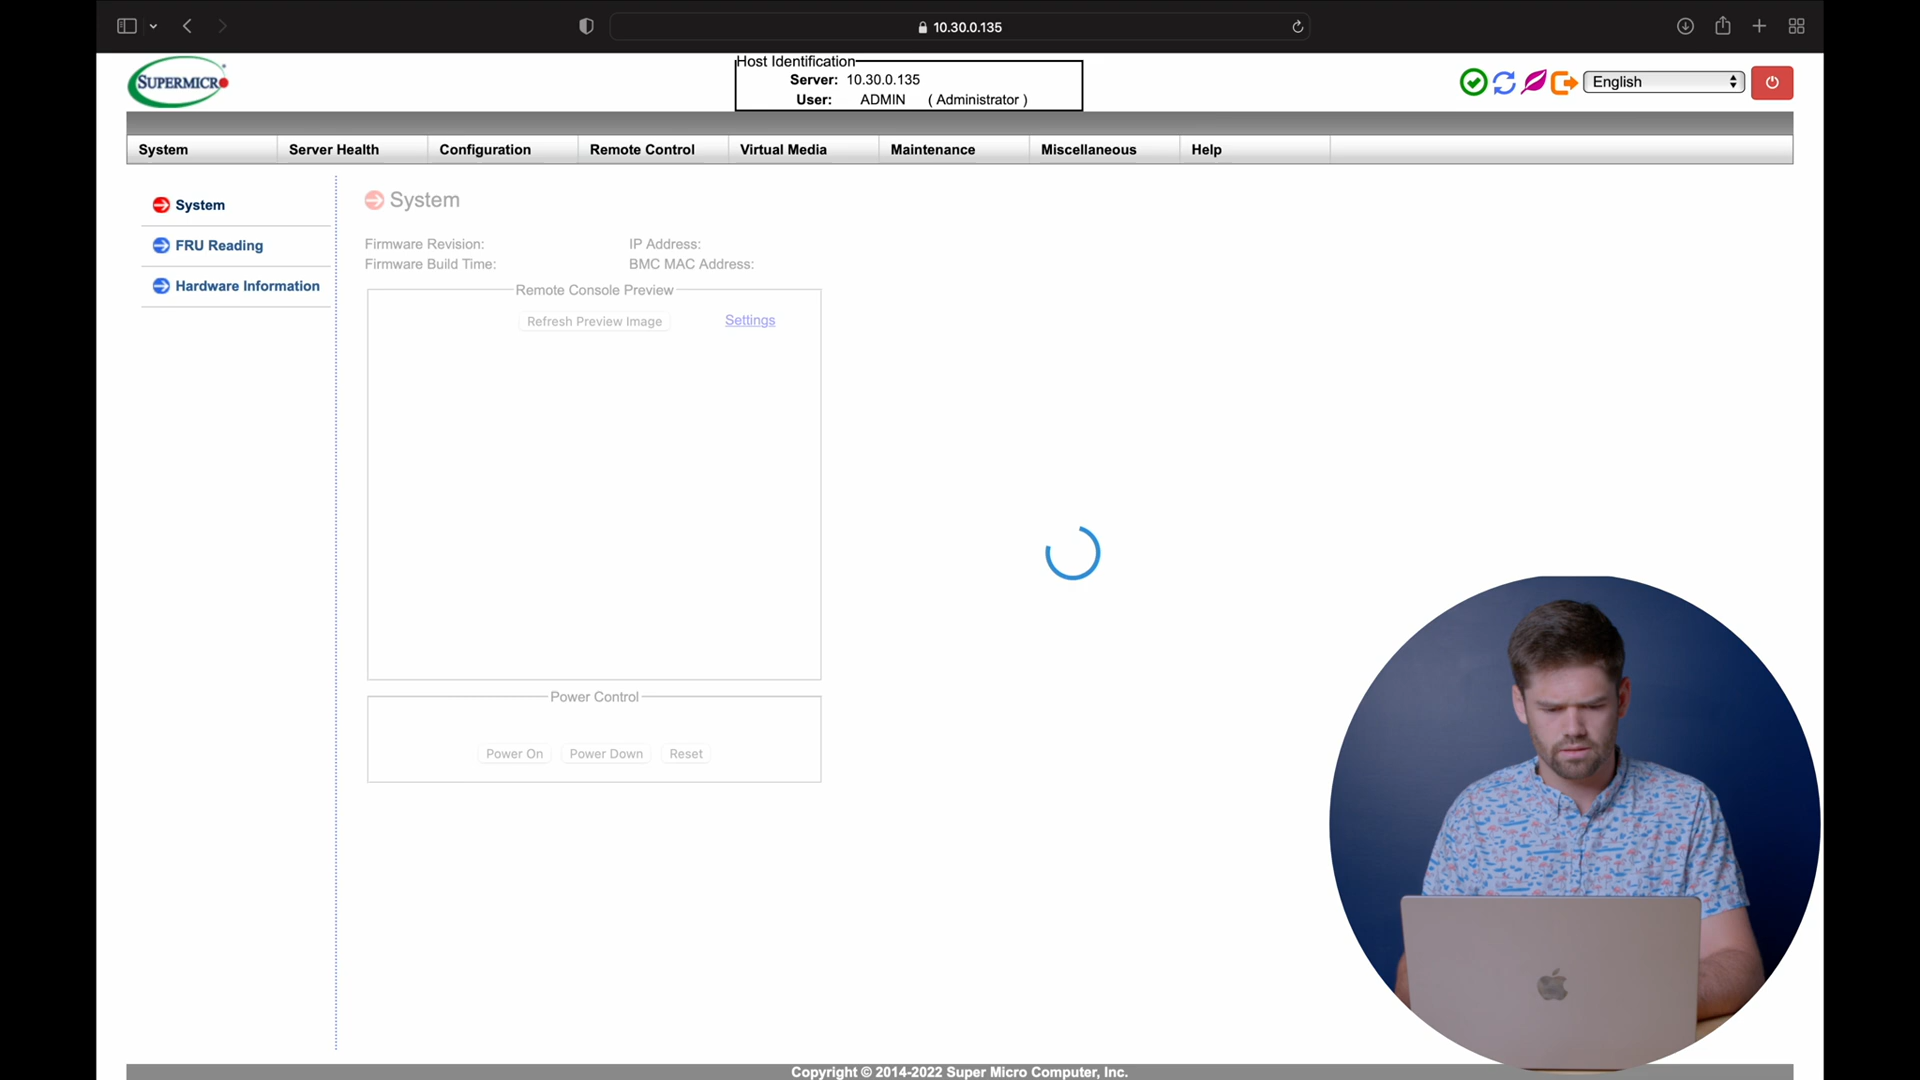 10.30.0.135
SUPERMICRO
Host Identification
Server: 10.30.0.135
User: ADMIN ( Administrator )
English
System Server Health Configuration Remote Control Virtual Media Maintenance Miscellaneous Help
System
FRU Reading
Hardware Information
System
Firmware Revision: IP Address:
Firmware Build Time: BMC MAC Address:
Remote Console Preview
Refresh Preview Image Settings
Power Control
Power On Power Down Reset
Copyright © 2014-2022 Super Micro Computer, Inc.